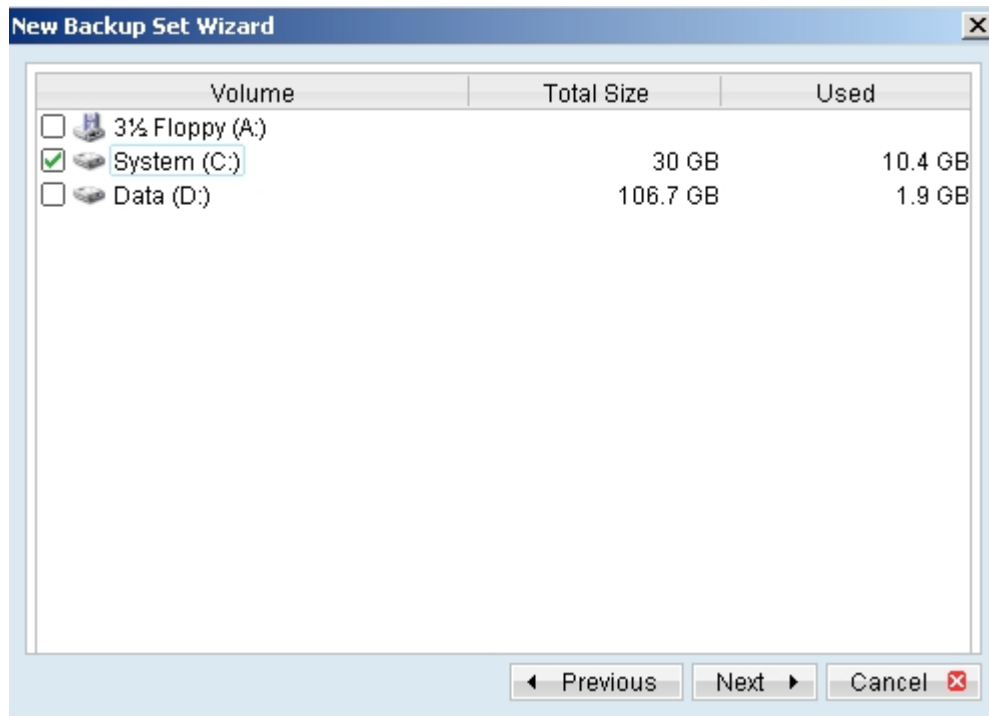 New Backup Set Wizard
Volume Total Size Used
3½ Floppy (A:)
System (C:) 30 GB 10.4 GB
Data (D:) 106.7 GB 1.9 GB
Previous Next Cancel